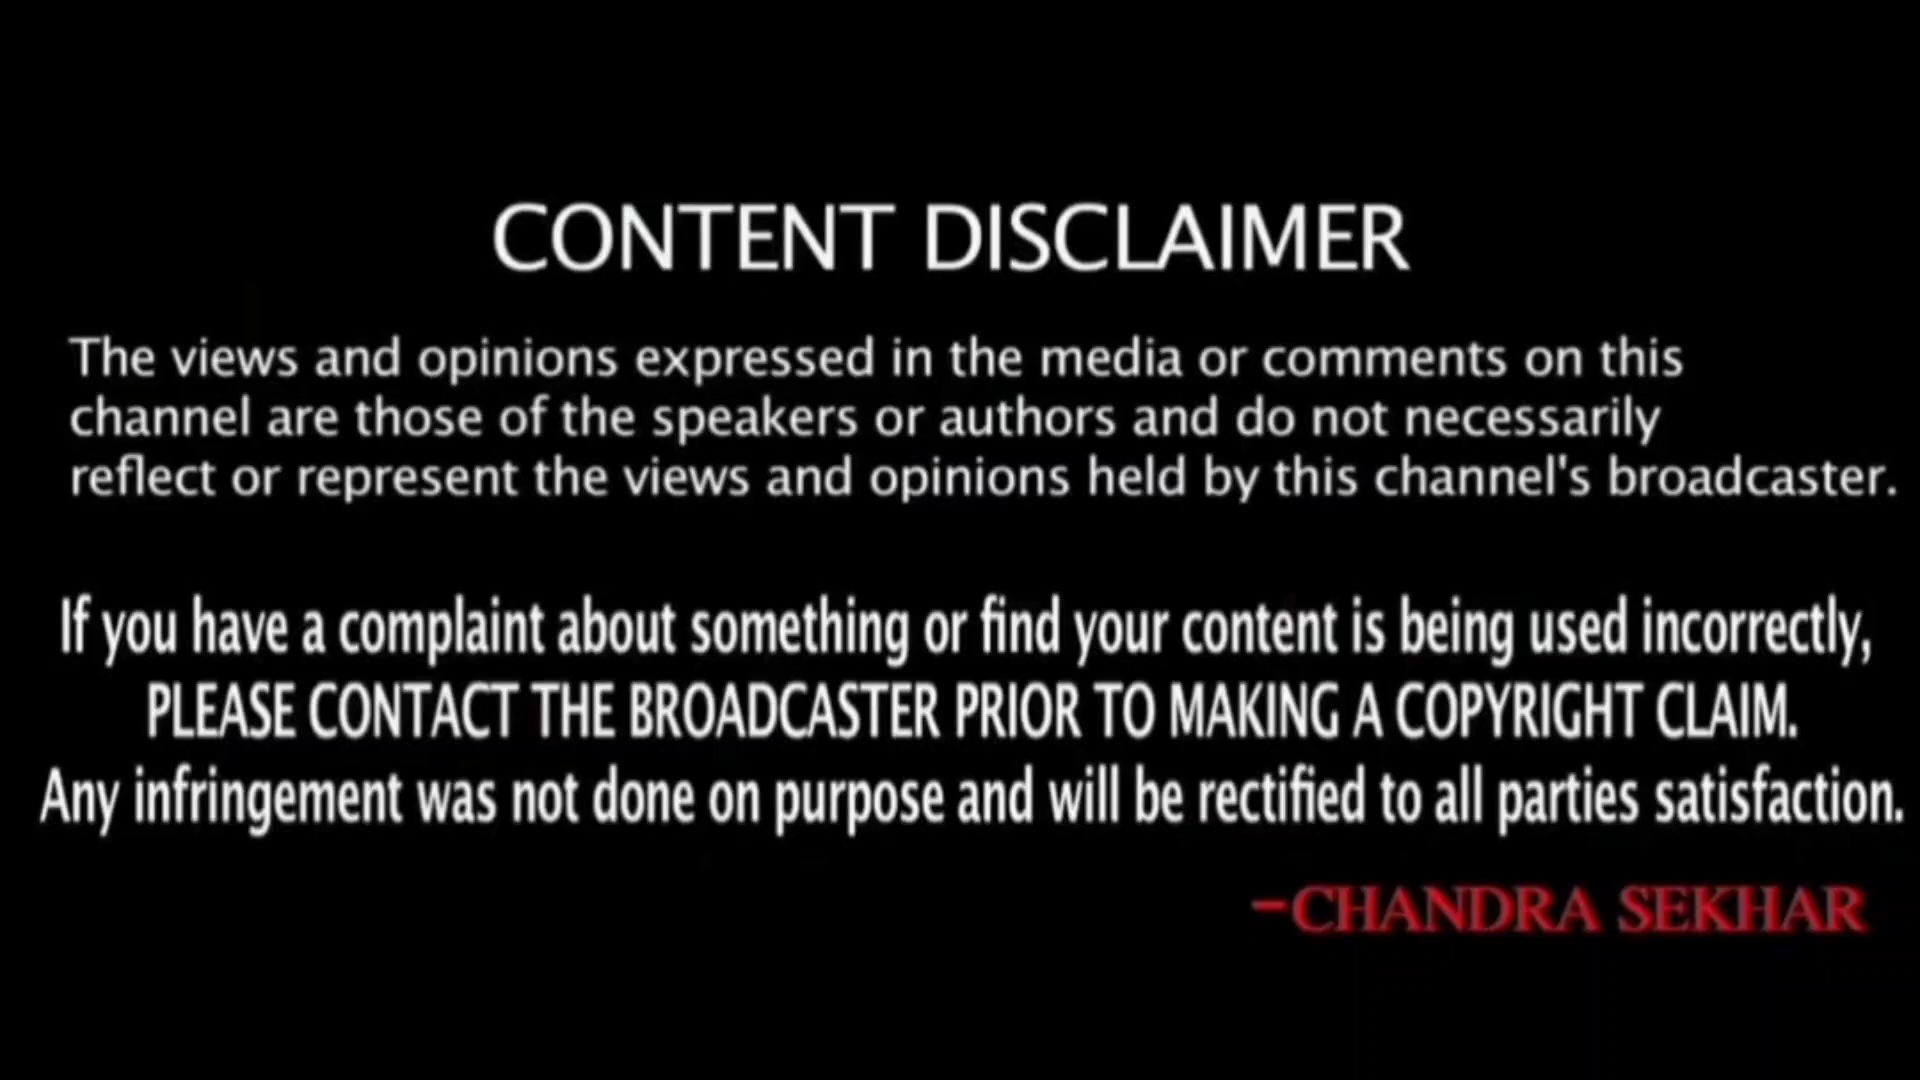 CONTENT DISCLAIMER
The views and opinions expressed in the media or comments on this
channel are those of the speakers or authors and do not necessarily
reflect or represent the views and opinions held by this channel's broadcaster.
If you have a complaint about something or find your content is being used incorrectly,
PLEASE CONTACT THE BROADCASTER PRIOR TO MAKING A COPYRIGHT CLAIM.
Any infringement was not done on purpose and will be rectified to all parties satisfaction.
-CHANDRA SEKHAR